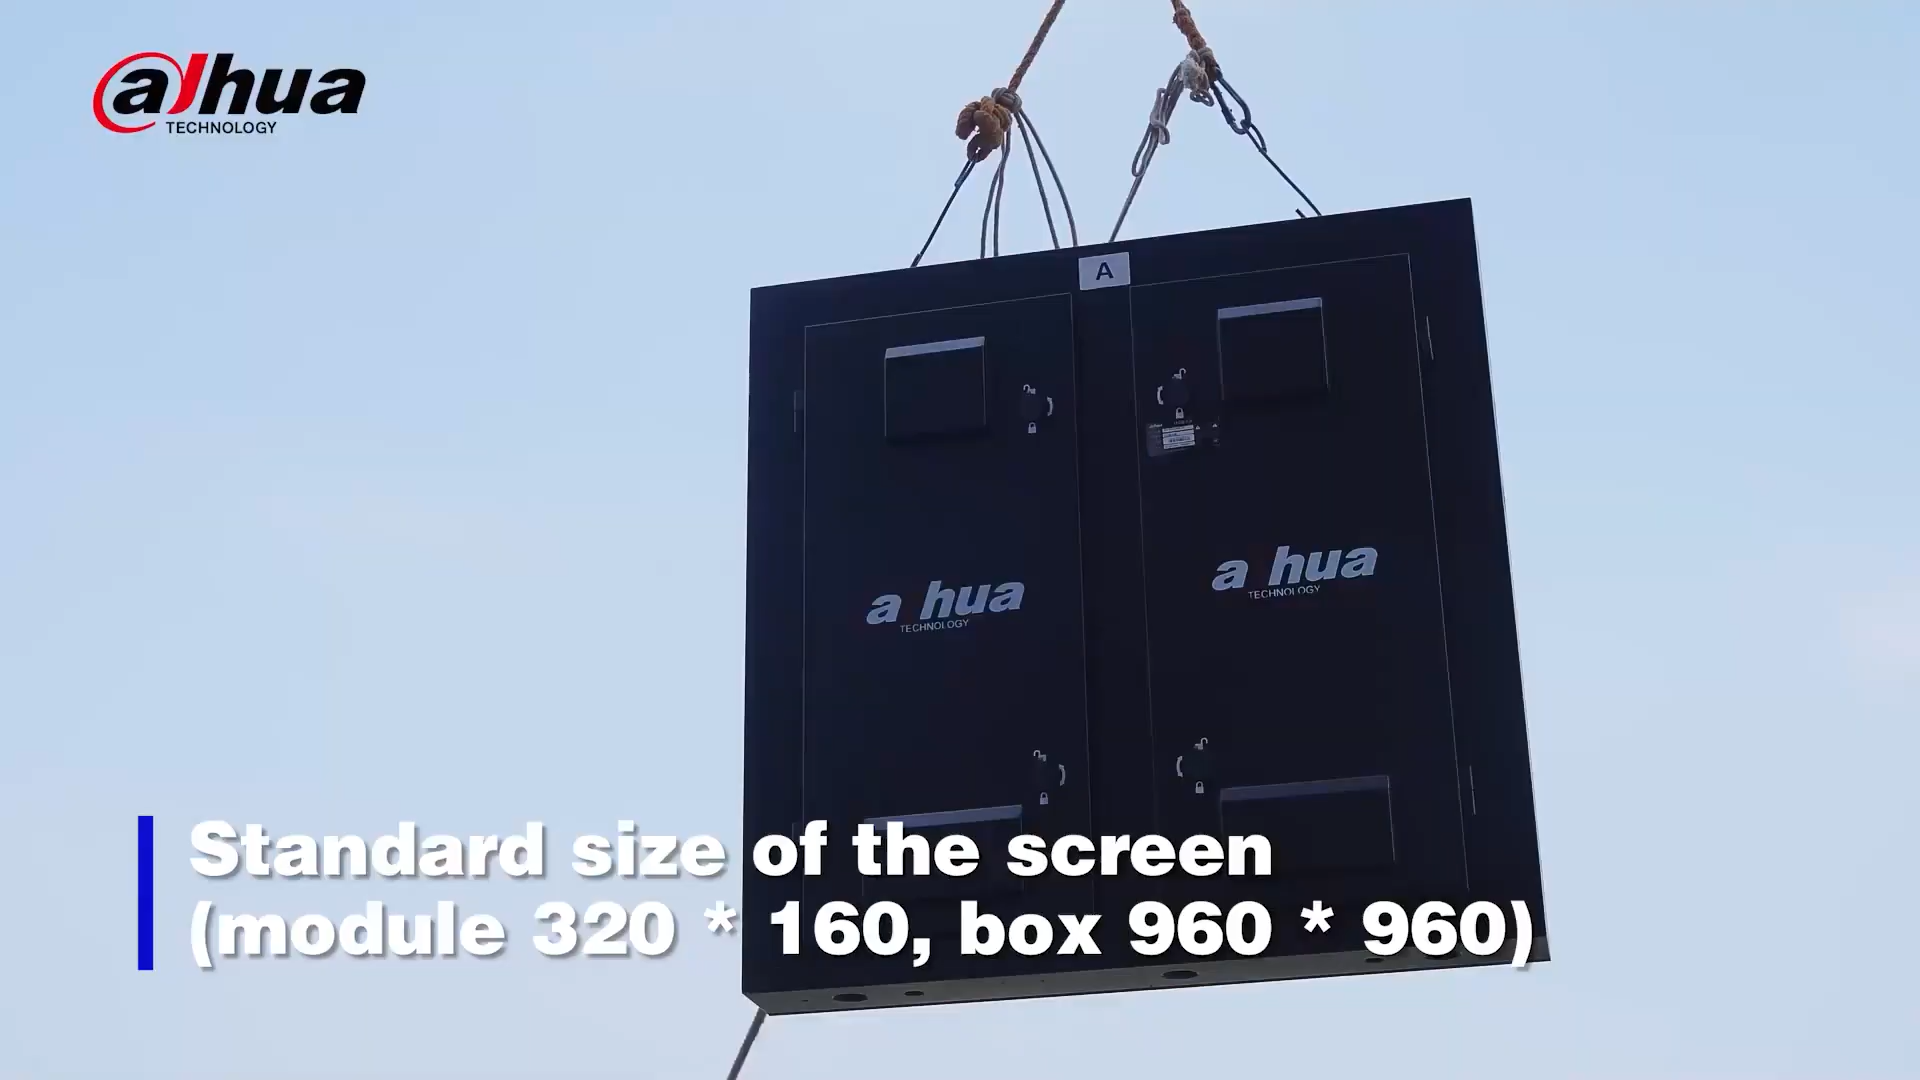 alhua
TECHNOLOGY
A
a hua
TECHNOLOGY
a hua
TECHNOLOGY
Standard size of the screen
(module 320 * 160, box 960 * 960)